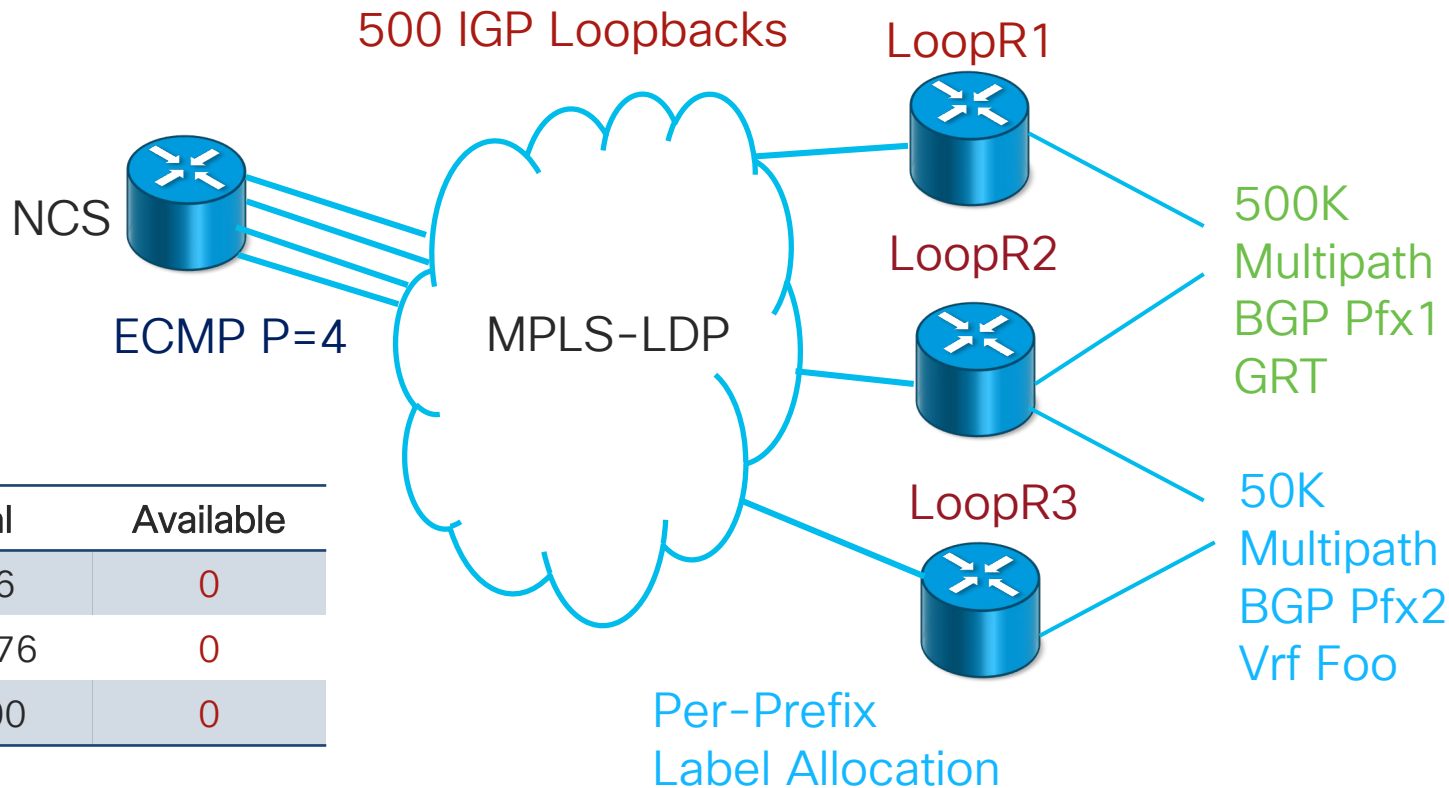 500 IGP Loopbacks
LoopR1
NCS
500K
Multipath
BGP Pfx1
GRT
LoopR2
ECMP P=4
MPLS-LDP
Available
0
76
0
0
LoopR3
50K
Multipath
BGP Pfx2
Vrf Foo
Per-Prefix
Label Allocation